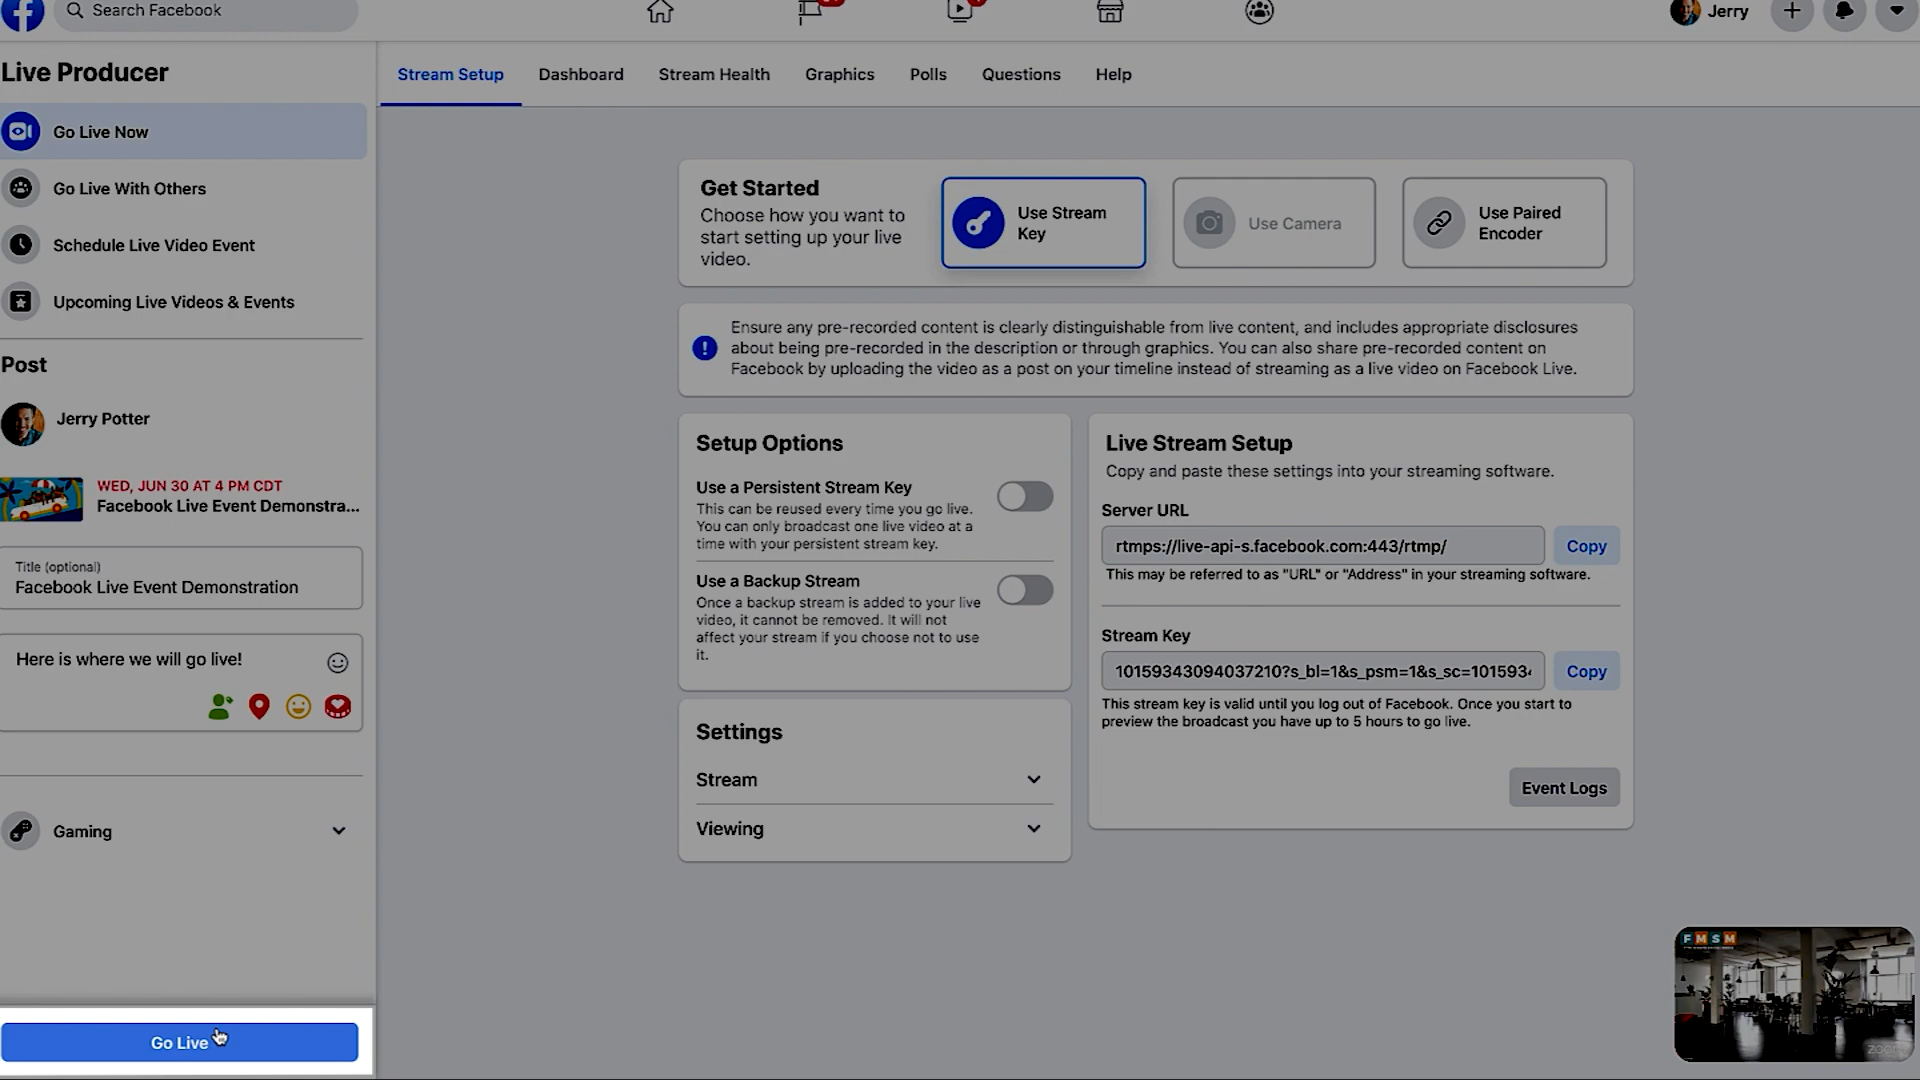 Search Facebook
Jerry
Live Producer
Go Live Now
Go Live With Others
Schedule Live Video Event
Upcoming Live Videos & Events
Post
Jerry Potter
WED, JUN 30 AT 4 PM CDT
Facebook Live Event Demonstra...
Title (optional)
Facebook Live Event Demonstration
Here is where we will go live!
Gaming
Go Live
Stream Setup
Dashboard
Stream Health
Graphics
Polls
Questions
Help
Get Started
Choose how you want to
start setting up your live
video.
Use Stream
Key
Use Camera
Use Paired
Encoder
Ensure any pre-recorded content is clearly distinguishable from live content, and includes appropriate disclosures
about being pre-recorded in the description or through graphics. You can also share pre-recorded content on
Facebook by uploading the video as a post on your timeline instead of streaming as a live video on Facebook Live.
Setup Options
Use a Persistent Stream Key
This can be reused every time you go live.
You can only broadcast one live video at a
time with your persistent stream key.
Use a Backup Stream
Once a backup stream is added to your live
video, it cannot be removed. It will not
affect your stream if you choose not to use
it.
Settings
Stream
Viewing
Live Stream Setup
Copy and paste these settings into your streaming software.
Server URL
rtmps://live-api-s.facebook.com:443/rtmp/
Copy
This may be referred to as "URL" or "Address" in your streaming software.
Stream Key
10159343094037210?s_bl=1&s_psm=1&s_sc=101593
Copy
This stream key is valid until you log out of Facebook. Once you start to
preview the broadcast you have up to 5 hours to go live.
Event Logs
FMSM
zoom